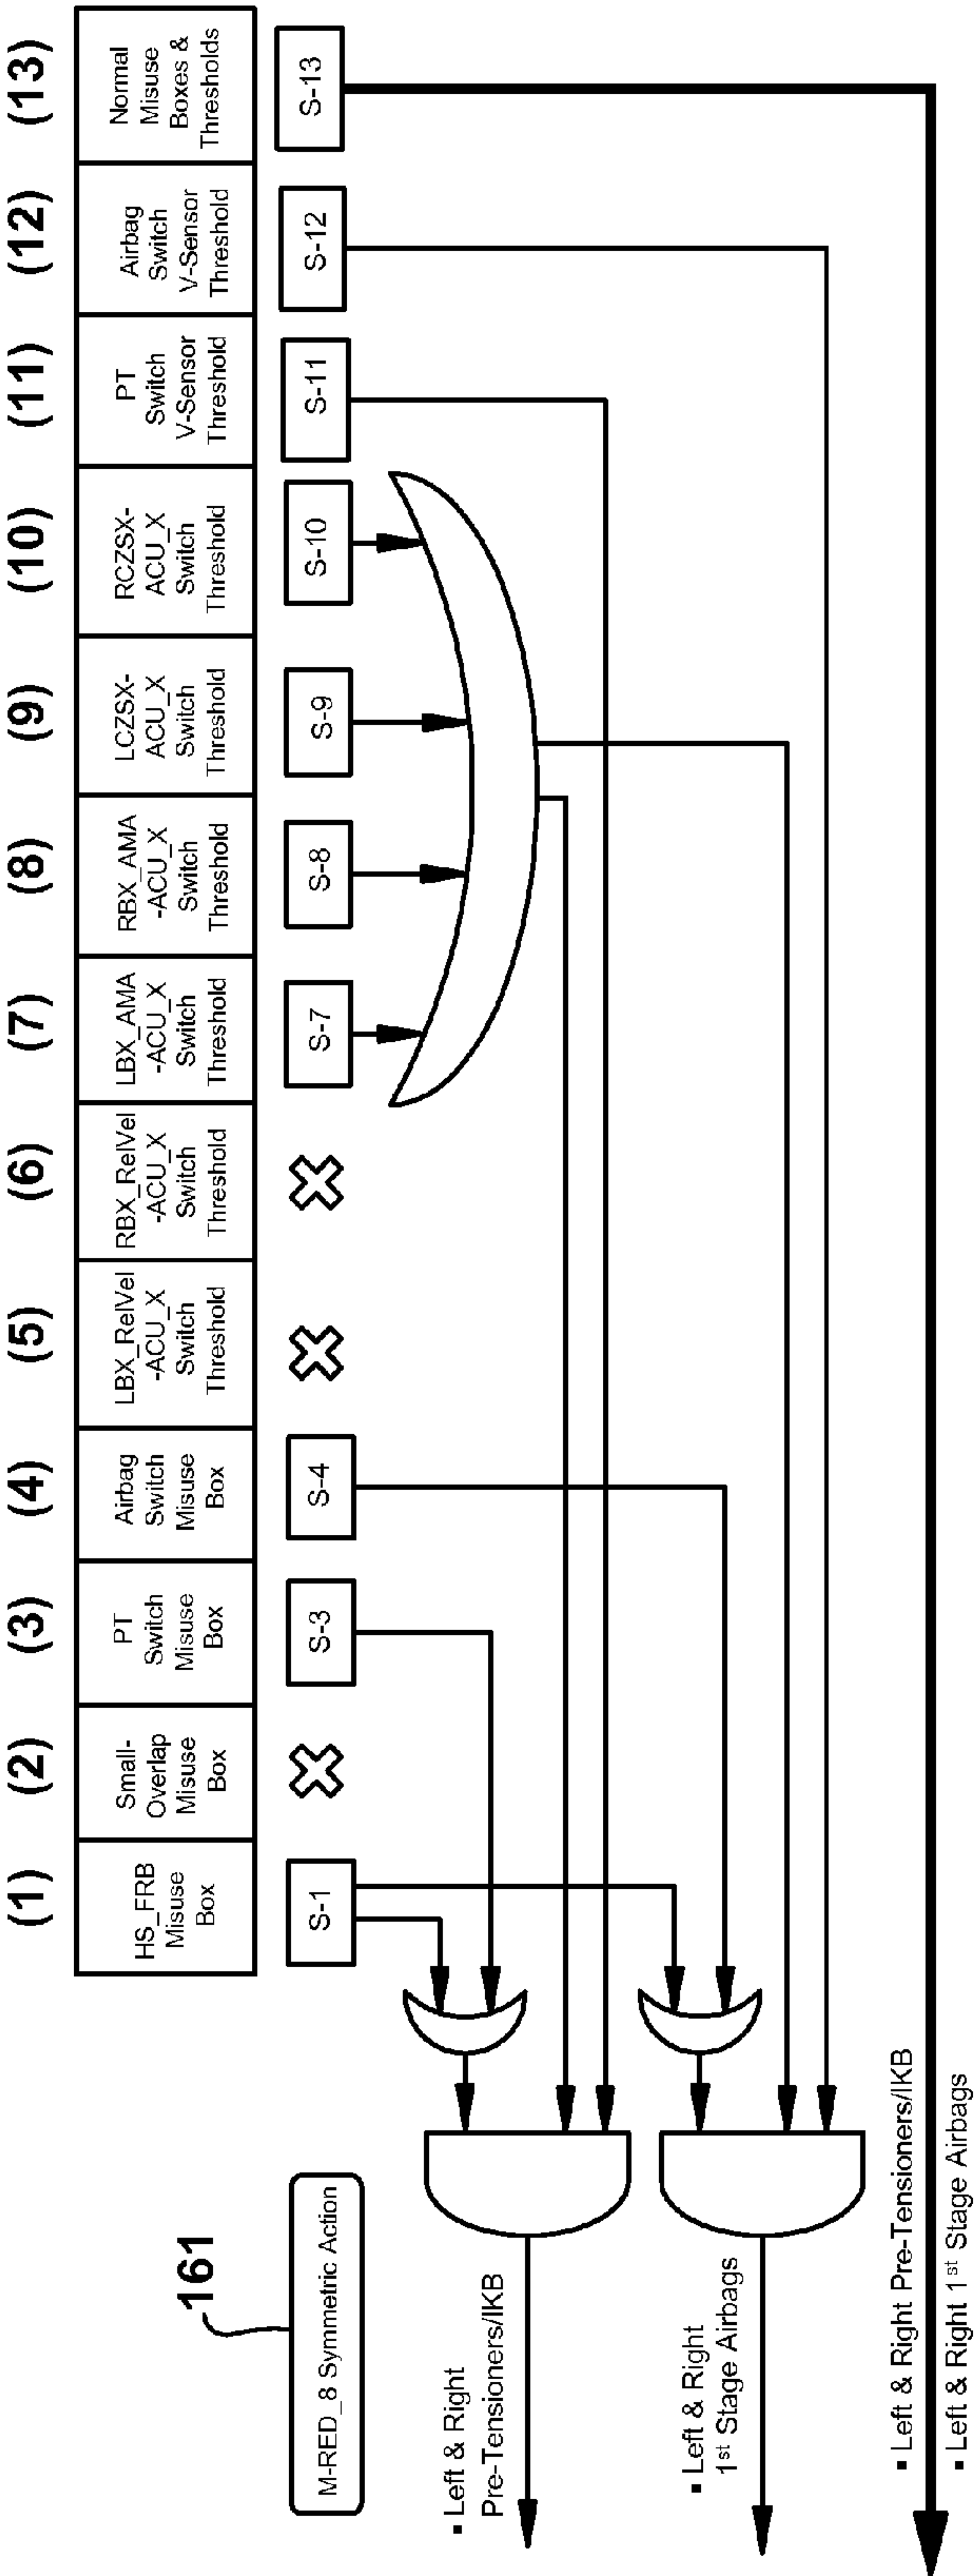 (1)
(2)
(3)
(4)
(5)
(6)
(7)
(8)
(9)
(10)
(11)
(12)
(13)
HS_FRB
Misuse
Box
Small-
Overlap
Misuse
Box
PT
Switch
Misuse
Box
Airbag
Switch
Misuse
Box
LBX_RelVel
-ACU_X
Switch
Threshold
RBX_RelVel
-ACU_X
Switch
Threshold
LBX_AMA
-ACU_X
Switch
Threshold
RBX_AMA
-ACU_X
Switch
Threshold
LCZSX-
ACU_X
Switch
Threshold
RCZSX-
ACU_X
Switch
Threshold
PT
Switch
V-Sensor
Threshold
Airbag
Switch
V-Sensor
Threshold
Normal
Misuse
Boxes &
Thresholds
S-1
S-3
S-4
S-7
S-8
S-9
S-10
S-11
S-12
S-13
161
M-RED_8 Symmetric Action
▪ Left & Right
Pre-Tensioners/IKB
▪ Left & Right
1st Stage Airbags
▪ Left & Right Pre-Tensioners/IKB
▪ Left & Right 1st Stage Airbags